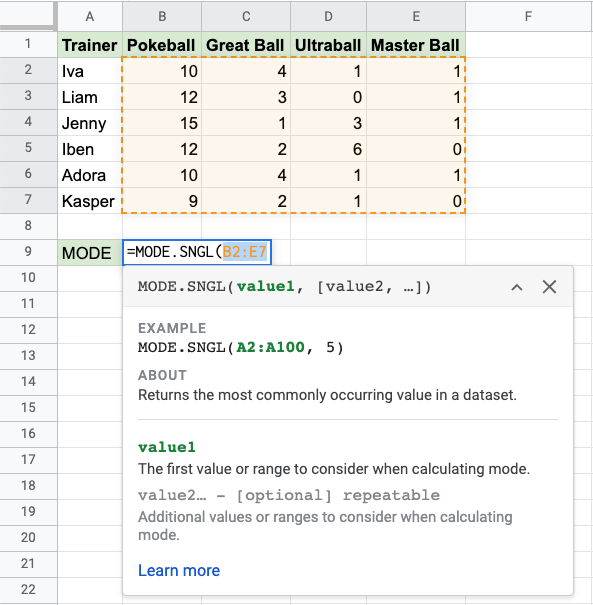 A B C D E F
1 Trainer Pokeball Great Ball Ultraball Master Ball
2 Iva 10 4 1 1
3 Liam 12 3 0 1
4 Jenny 15 1 3 1
5 Iben 12 2 6 0
6 Adora 10 4 1 1
7 Kasper 9 2 1 0
8
9 MODE =MODE.SNGL(B2:E7
10 MODE.SNGL(value1, [value2, …])
11
12 EXAMPLE
MODE.SNGL(A2:A100, 5)
13
14 ABOUT
15 Returns the most commonly occurring value in a dataset.
16
17 value1
The first value or range to consider when calculating mode.
18
19 value2… – [optional] repeatable
Additional values or ranges to consider when calculating
20 mode.
21 Learn more
22